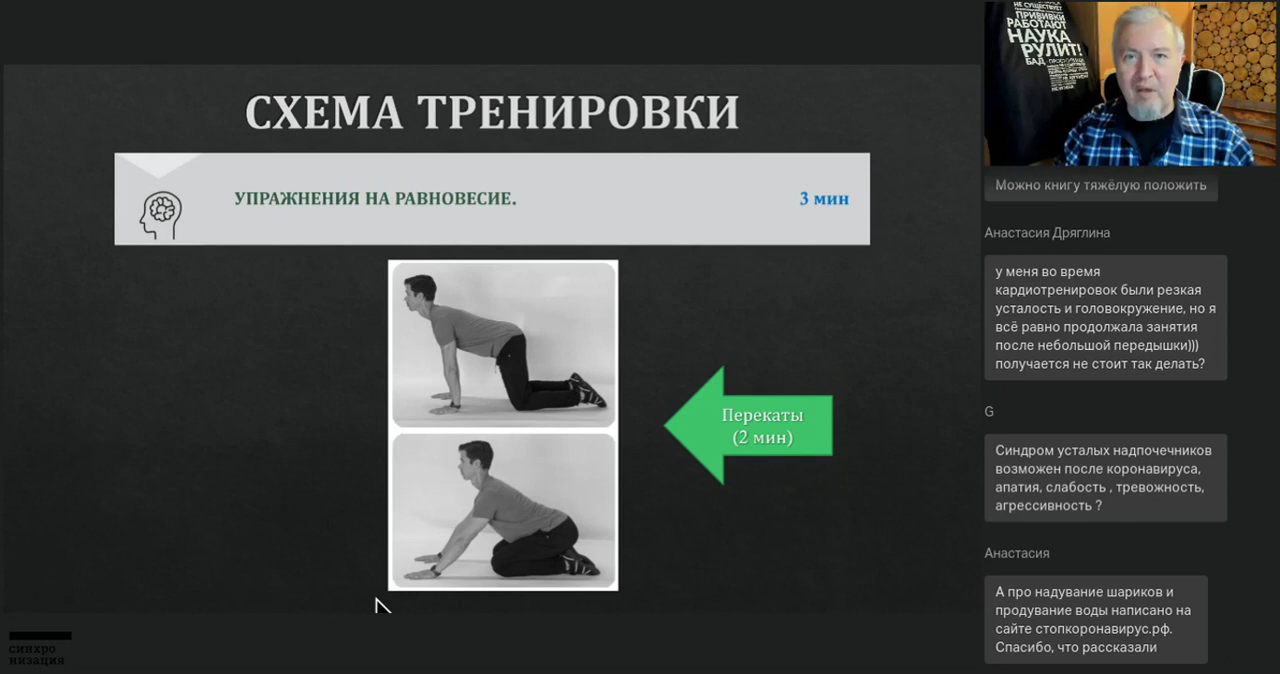 СХЕМА ТРЕНИРОВКИ
УПРАЖНЕНИЯ НА РАВНОВЕСИЕ.
3 мин
Перекаты
(2 мин)
синхро
низация
ПРИВИВКИ
РАБОТАЮТ
НАУКА
РУЛИТ!
БАД
Можно книгу тяжёлую положить
Анастасия Дряглина
у меня во время
кардиотренировок были резкая
усталость и головокружение, но я
всё равно продолжала занятия
после небольшой передышки)))
получается не стоит так делать?
G
Синдром усталых надпочечников
возможен после коронавируса,
апатия, слабость , тревожность,
агрессивность ?
Анастасия
А про надувание шариков и
продувание воды написано на
сайте стопкоронавирус.рф.
Спасибо, что рассказали